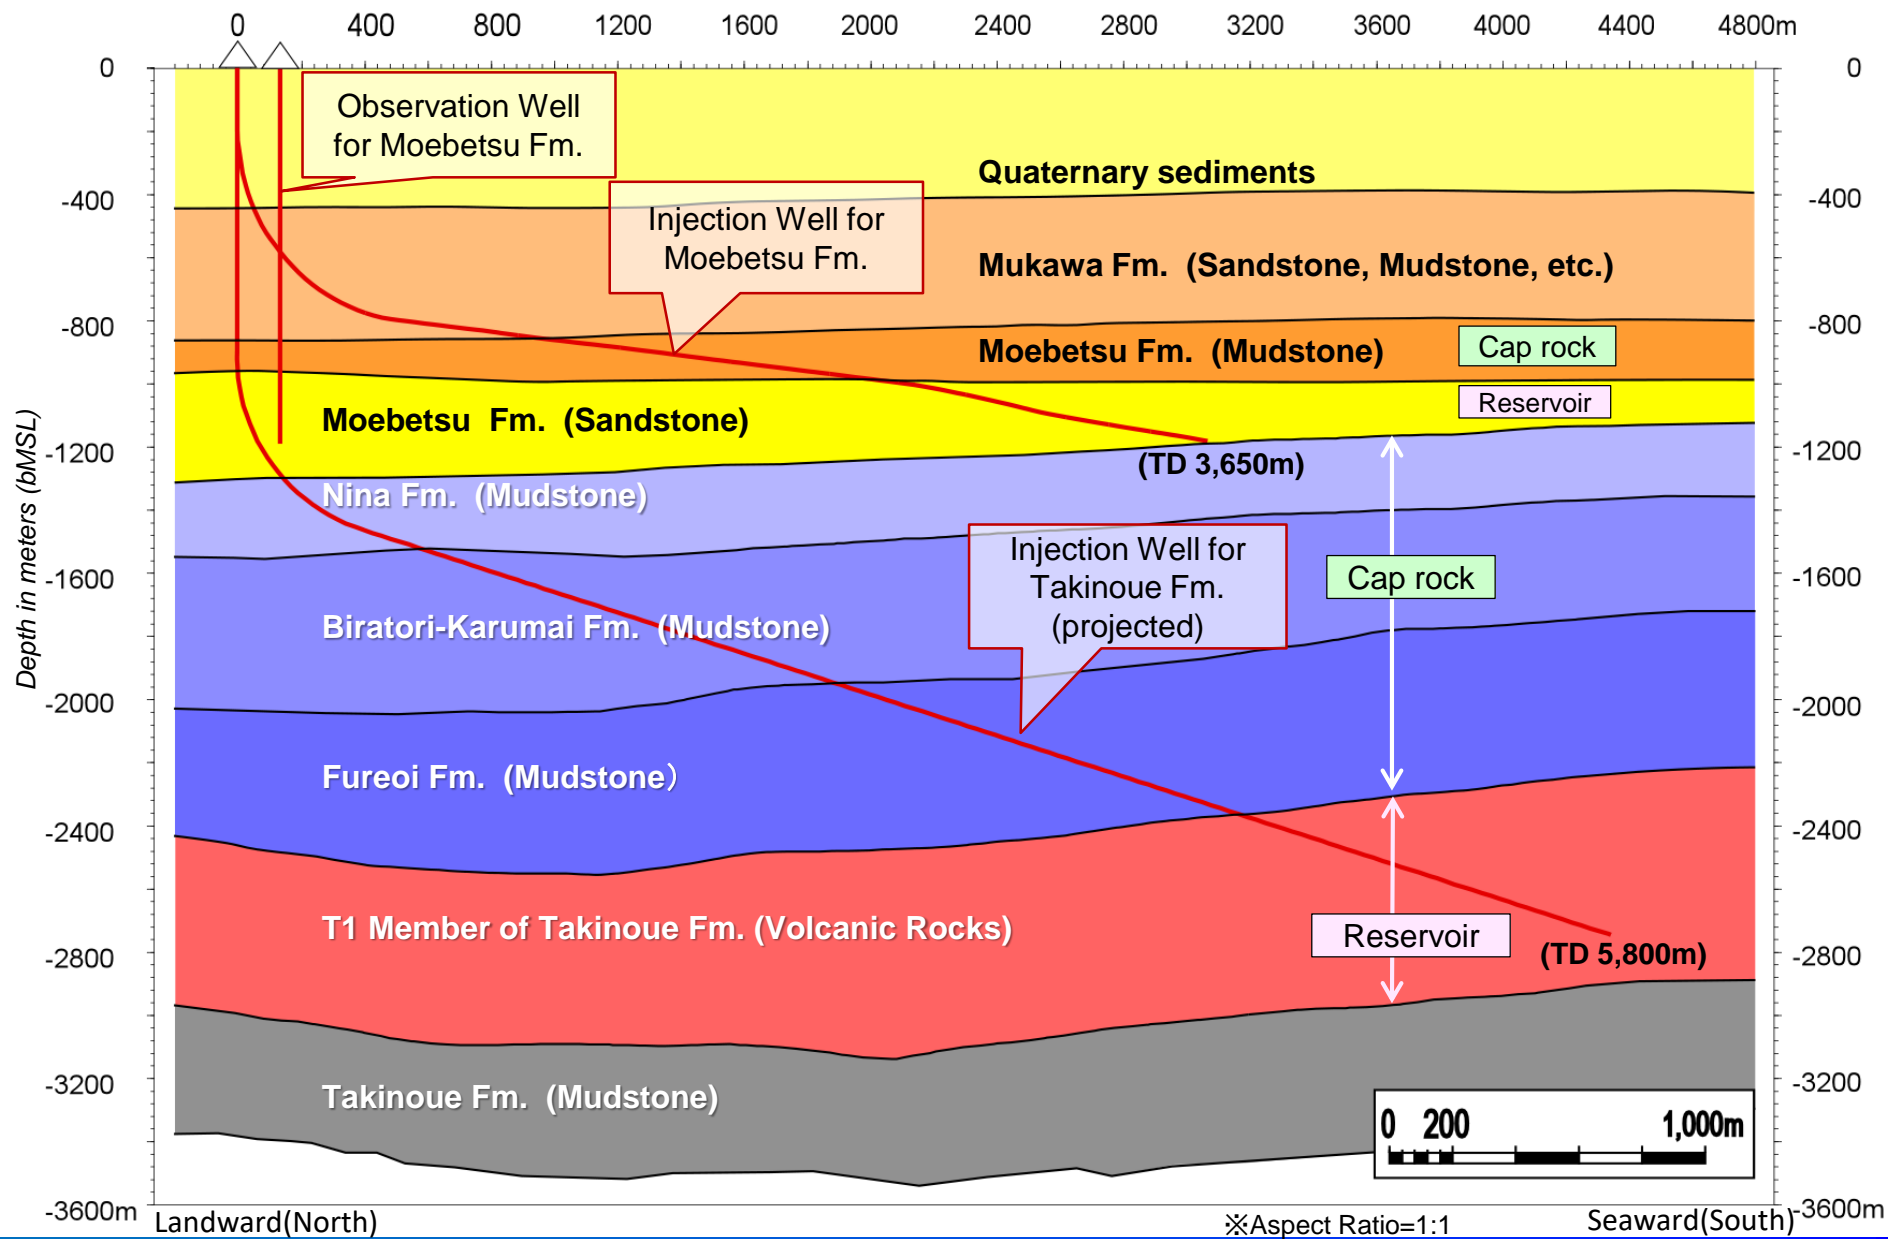 0 400 800 1200 1600 2000 2400 2800 3200 3600 4000 4400 4800m
0
-400
-800
-1200
-1600
-2000
-2400
-2800
-3200
-3600m
Depth in meters (bMSL)
0
-400
-800
-1200
-1600
-2000
-2400
-2800
-3200
-3600m
Observation Well
for Moebetsu Fm.
Injection Well for
Moebetsu Fm.
Quaternary sediments
Mukawa Fm. (Sandstone, Mudstone, etc.)
Moebetsu Fm. (Mudstone)
Cap rock
Reservoir
Moebetsu Fm. (Sandstone)
(TD 3,650m)
Nina Fm. (Mudstone)
Injection Well for
Takinoue Fm.
(projected)
Cap rock
Biratori-Karumai Fm. (Mudstone)
Fureoi Fm. (Mudstone）
T1 Member of Takinoue Fm. (Volcanic Rocks)
Reservoir
(TD 5,800m)
Takinoue Fm. (Mudstone)
0 200 1,000m
Landward(North)
※Aspect Ratio=1:1
Seaward(South)